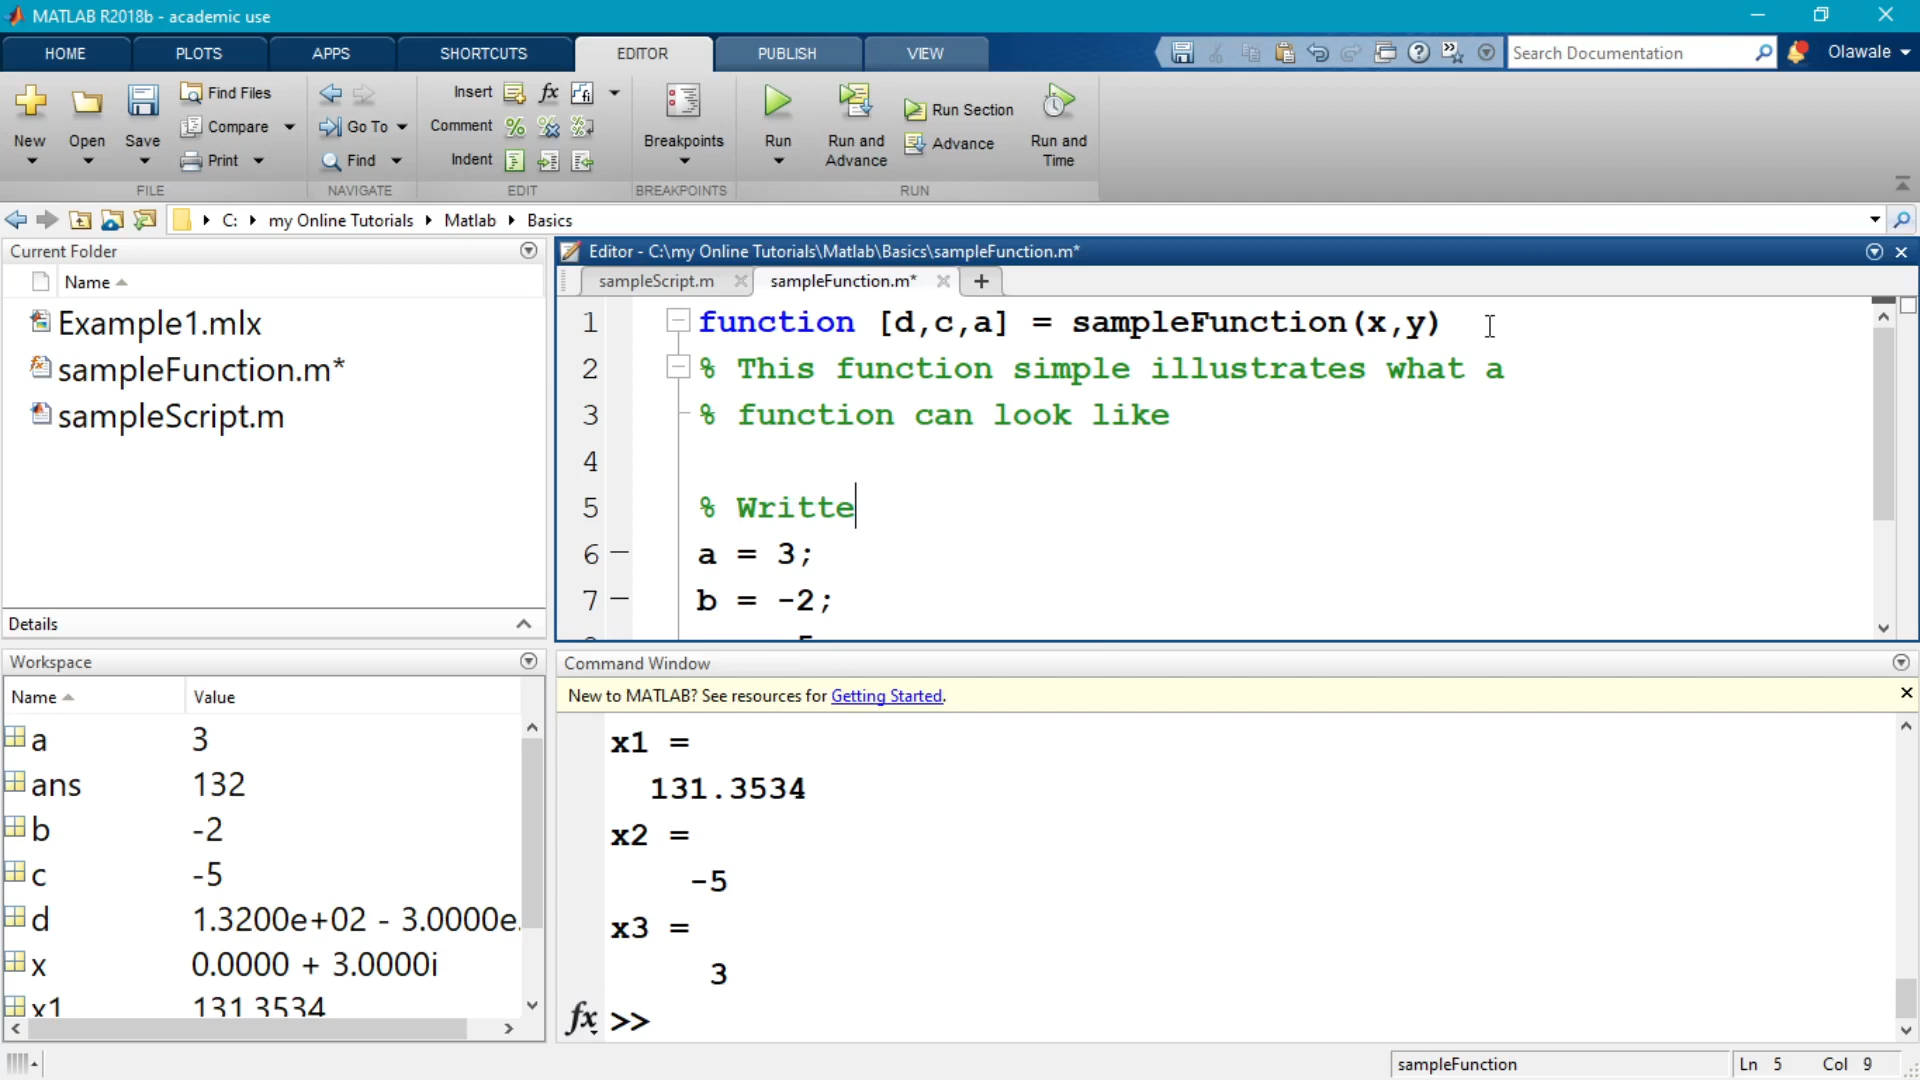 MATLAB R2018b - academic use
HOME PLOTS APPS SHORTCUTS EDITOR PUBLISH VIEW Search Documentation Olawale
New Open Save Find Files Compare Print
Go To Find
Insert Comment Indent fx fi
Breakpoints Run Run and Advance Run Section Advance Run and Time
FILE NAVIGATE EDIT BREAKPOINTS RUN
C: my Online Tutorials Matlab Basics
Current Folder
Name
Example1.mlx
sampleFunction.m*
sampleScript.m
Details
Workspace
Name Value
a 3
ans 132
b -2
c -5
d 1.3200e+02 - 3.0000e
x 0.0000 + 3.0000i
x1 131.3534
Editor - C:\my Online Tutorials\Matlab\Basics\sampleFunction.m*
sampleScript.m sampleFunction.m* +
1 function [d,c,a] = sampleFunction(x,y)
2 % This function simple illustrates what a
3 % function can look like
4
5 % Writte
6 a = 3;
7 b = -2;
Command Window
New to MATLAB? See resources for Getting Started.
x1 =
131.3534
x2 =
-5
x3 =
3
fx >>
sampleFunction Ln 5 Col 9